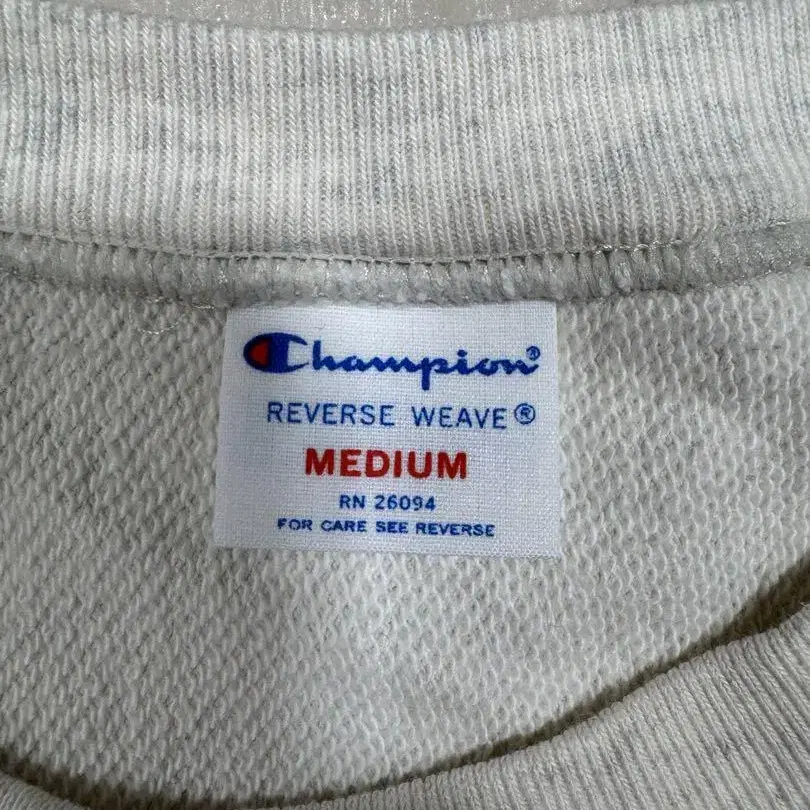 Champion®
REVERSE WEAVE®
MEDIUM
RN 26094
FOR CARE SEE REVERSE